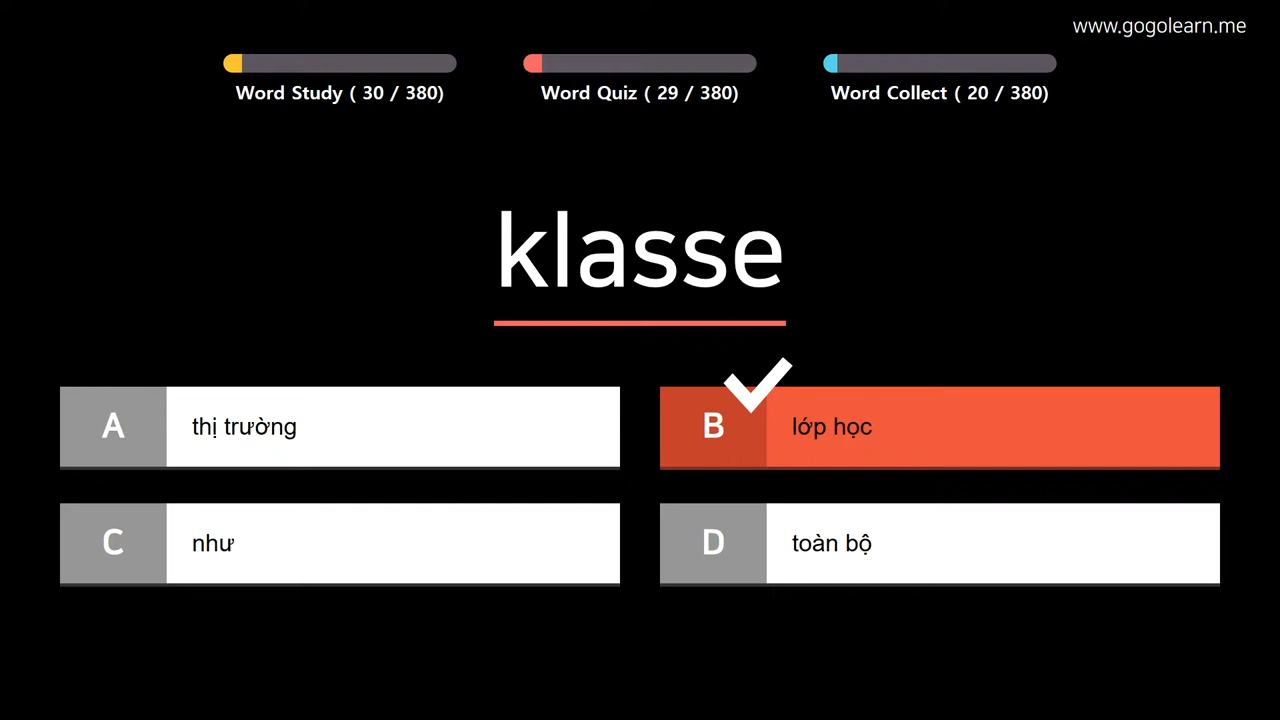 www.gogolearn.me
Word Study ( 30 / 380)
Word Quiz ( 29 / 380)
Word Collect ( 20 / 380)
klasse
A thị trường
B lớp học
C như
D toàn bộ